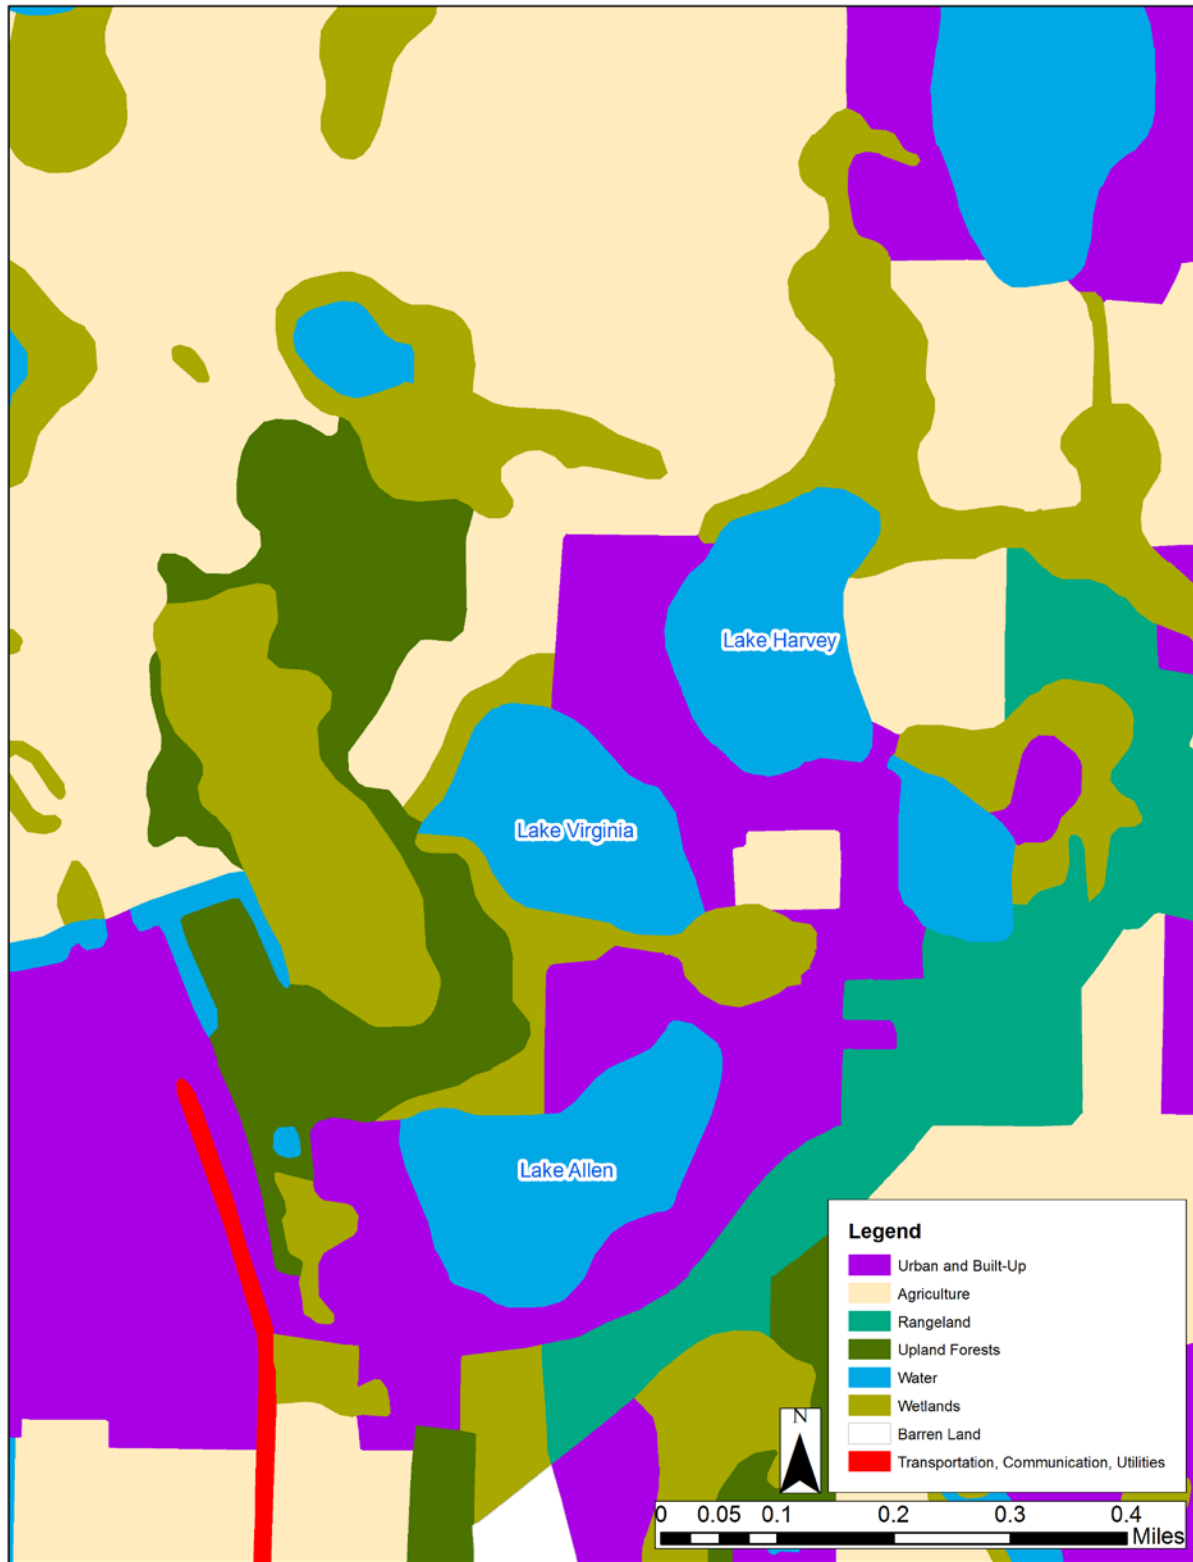 Lake Harvey
Lake Virginia
Lake Allen
Legend
Urban and Built-Up
Agriculture
Rangeland
Upland Forests
Water
Wetlands
Barren Land
Transportation, Communication, Utilities
N
0 0.05 0.1 0.2 0.3 0.4
Miles